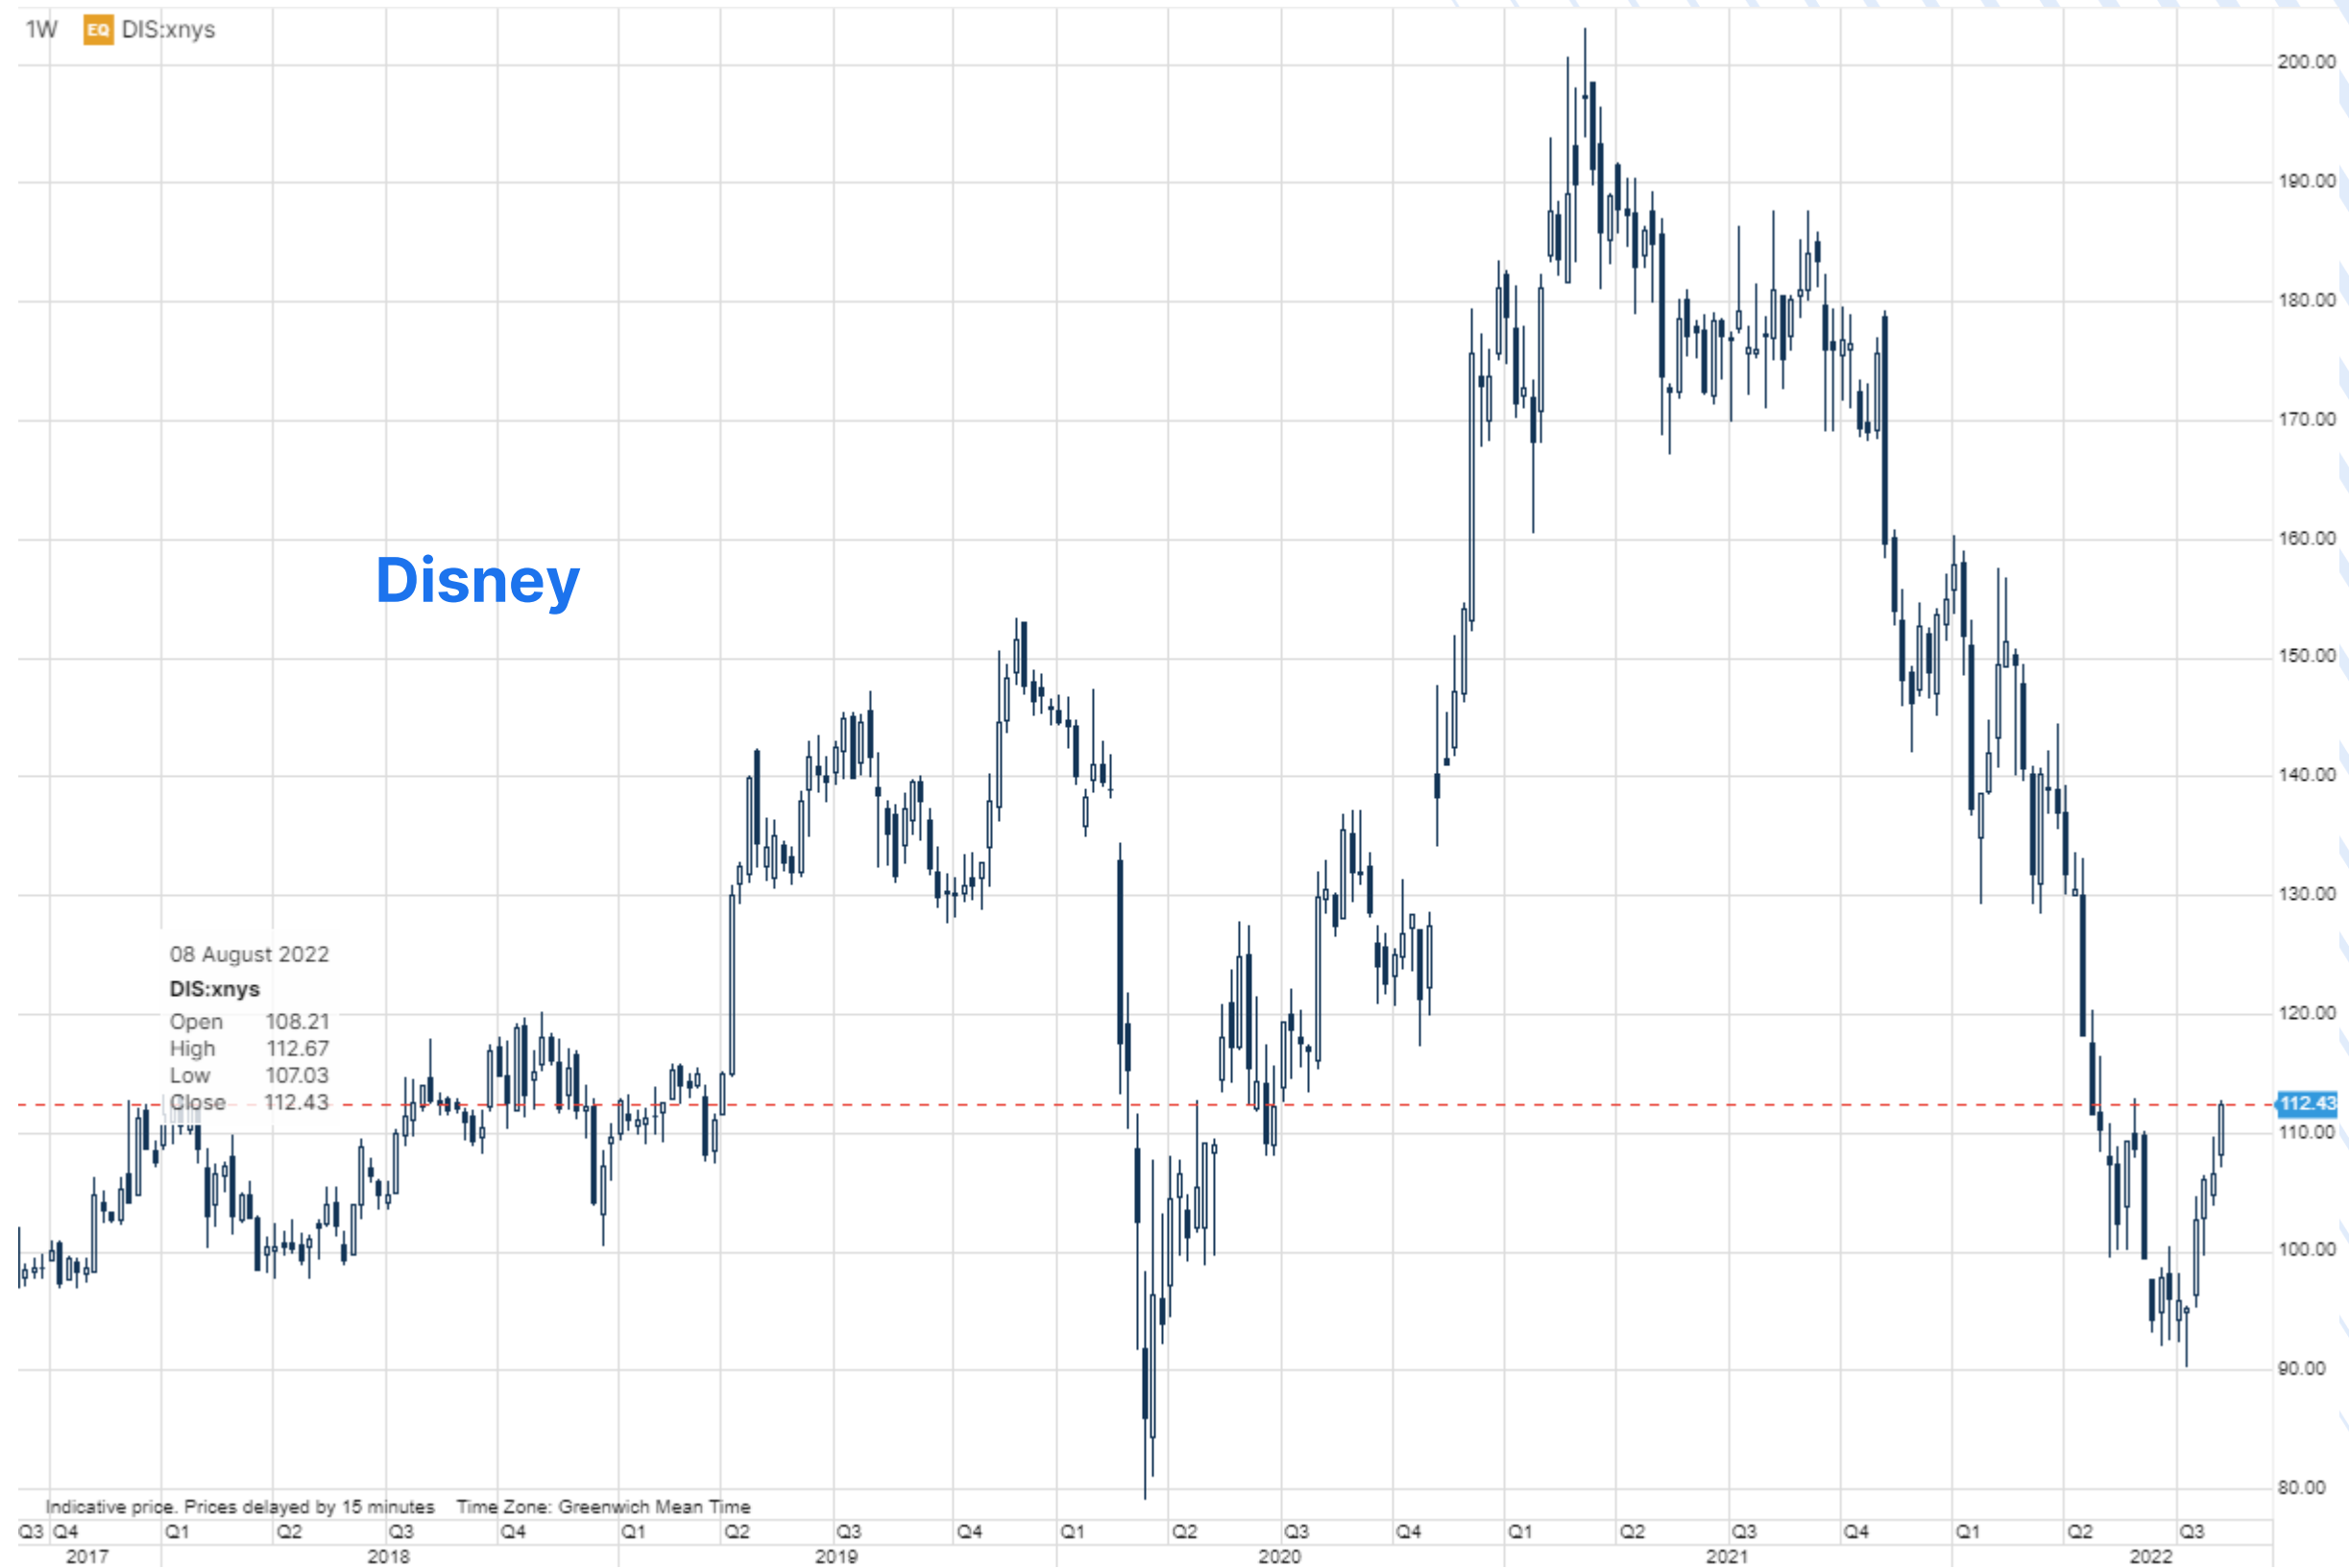 1W EQ DIS:xnys
200.00
190.00
180.00
170.00
160.00
Disney
150.00
140.00
130.00
08 August 2022
DIS:xnys
Open 108.21
High 112.67
Low 107.03
Close 112.43
120.00
112.43
110.00
100.00
90.00
80.00
Indicative price. Prices delayed by 15 minutes Time Zone: Greenwich Mean Time
Q3 Q4 Q1 Q2 Q3 Q4 Q1 Q2 Q3 Q4 Q1 Q2 Q3 Q4 Q1 Q2 Q3 Q4 Q1 Q2 Q3
2017 2018 2019 2020 2021 2022